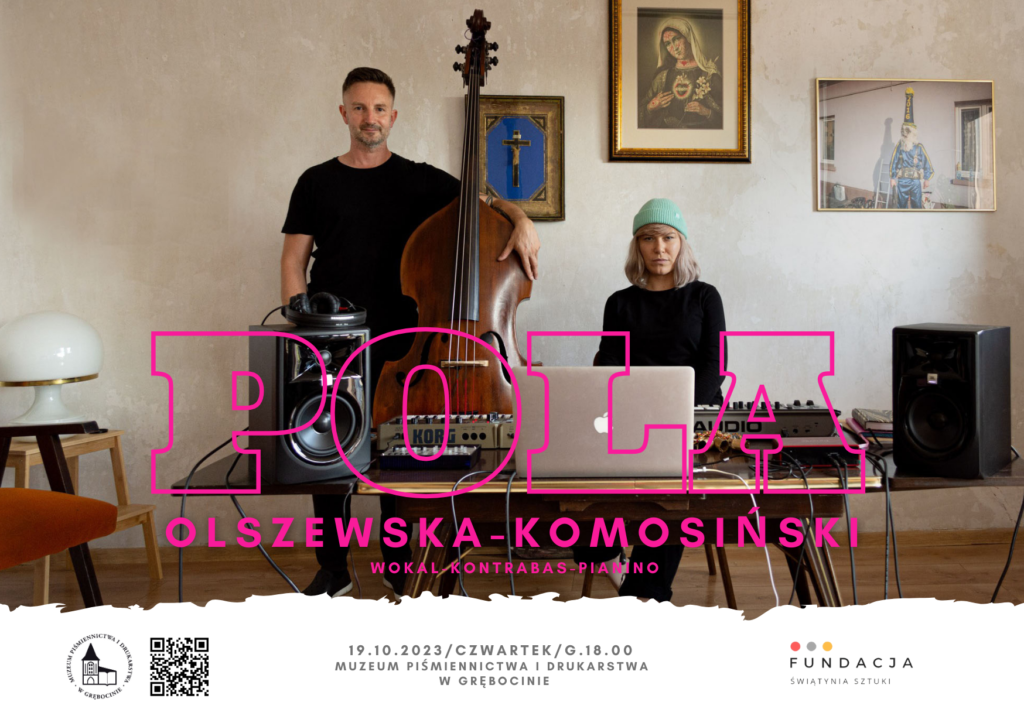 POLA
OLSZEWSKA-KOMOSIŃSKI
WOKAL-KONTRABAS-PIANINO
KORG
AUDIO
MUZEUM PIŚMIENNICTWA I DRUKARSTWA
W GRĘBOCINIE
19.10.2023/CZWARTEK/G.18.00
MUZEUM PIŚMIENNICTWA I DRUKARSTWA
W GRĘBOCINIE
FUNDACJA
ŚWIĄTYNIA SZTUKI